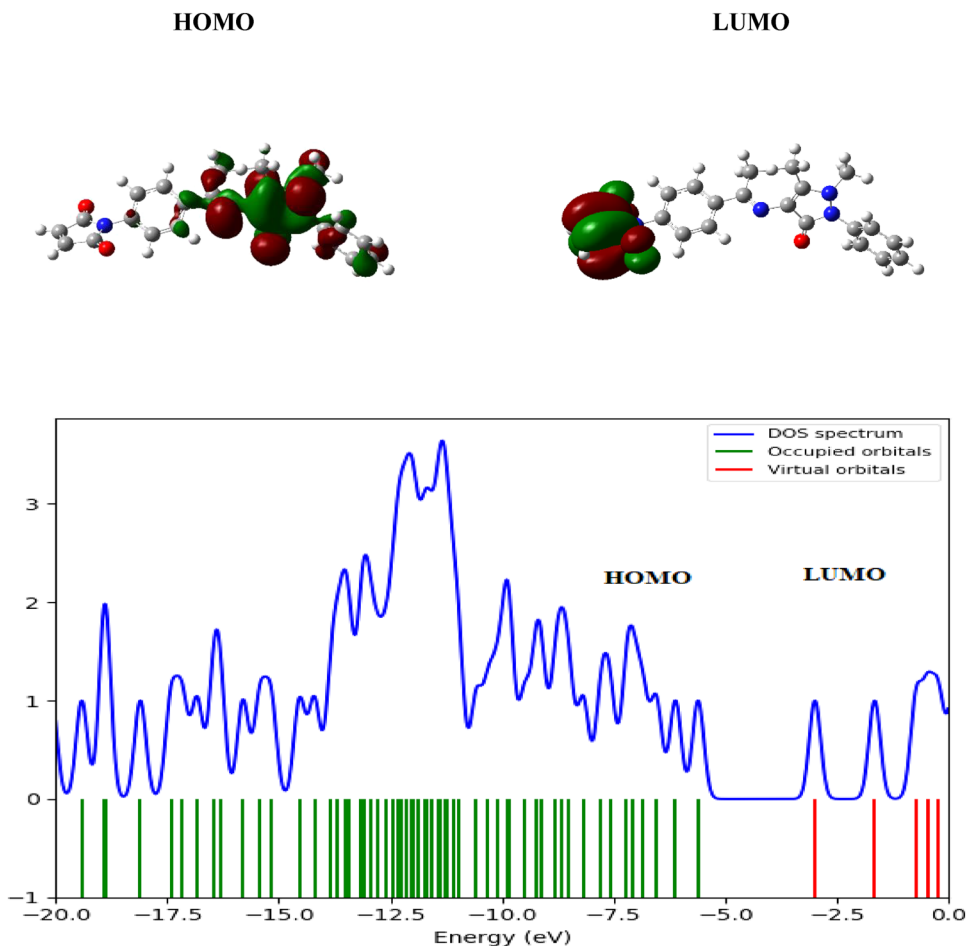 HOMO LUMO
DOS spectrum
Occupied orbitals
Virtual orbitals
HOMO LUMO
3
2
1
0
−1
−20.0 −17.5 −15.0 −12.5 −10.0 −7.5 −5.0 −2.5 0.0
Energy (eV)